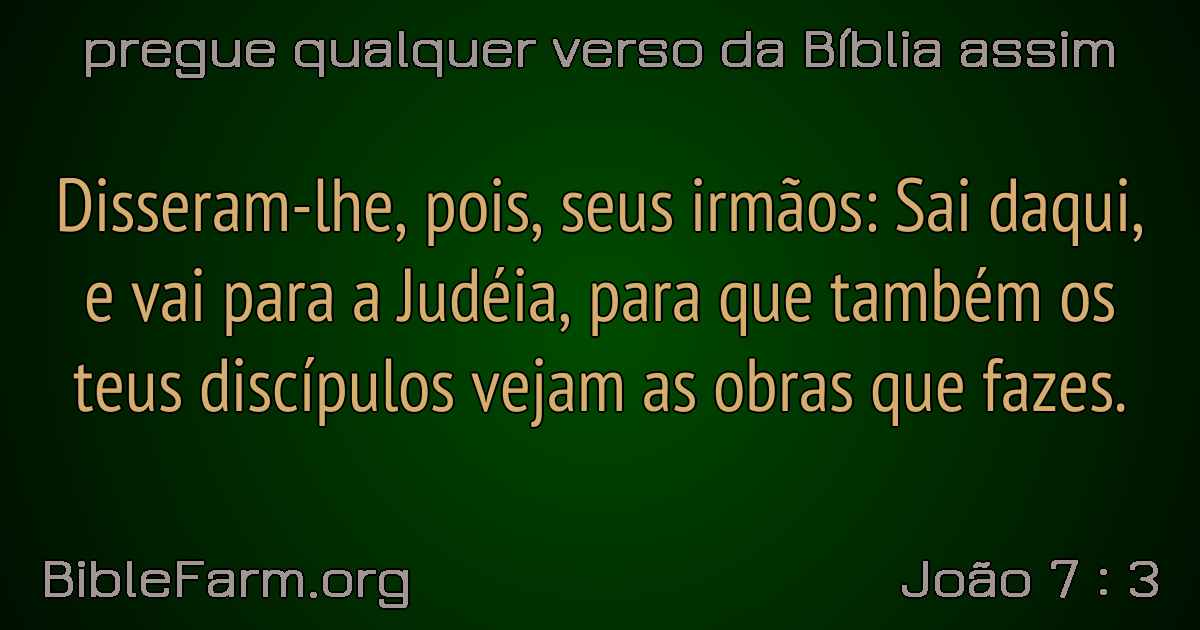 pregue qualquer verso da Bíblia assim
Disseram-lhe, pois, seus irmãos: Sai daqui,
e vai para a Judéia, para que também os
teus discípulos vejam as obras que fazes.
BibleFarm.org
João 7 : 3